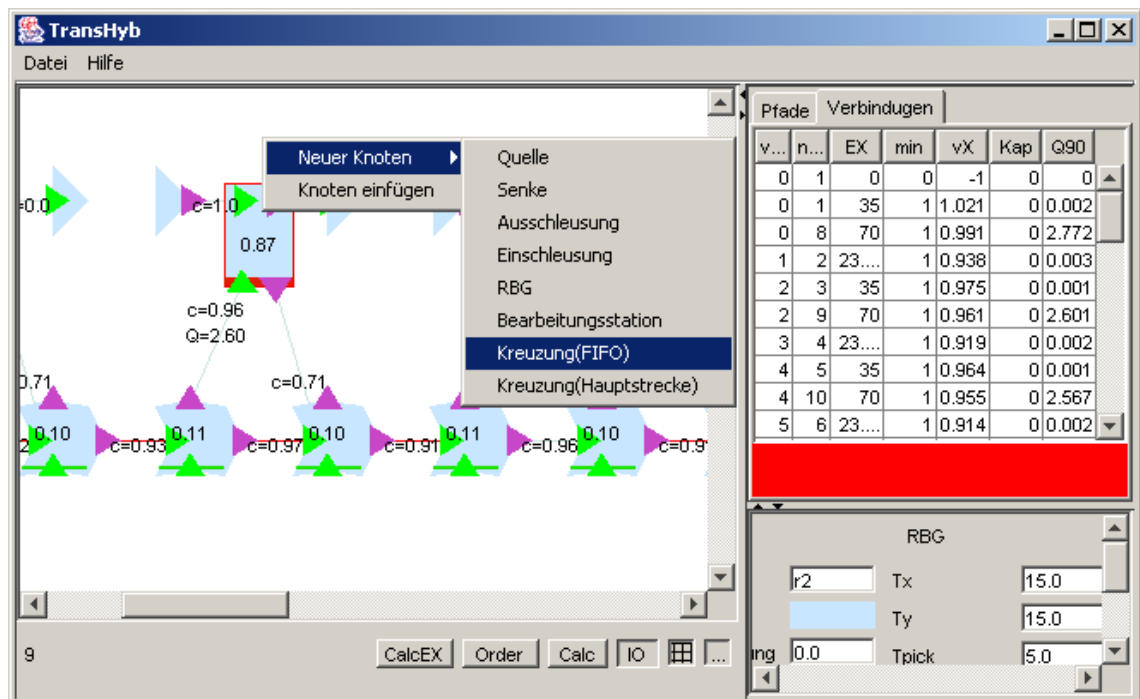 TransHyb
Datei Hilfe
Neuer Knoten
Knoten einfügen
Quelle
Senke
Ausschleusung
Einschleusung
RBG
Bearbeitungsstation
Kreuzung(FIFO)
Kreuzung(Hauptstrecke)
=0.0
c=1.0
0.87
c=0.96
Q=2.60
0.71
c=0.71
0.10 c=0.93 0.11 c=0.97 0.10 c=0.91 0.11 c=0.96 0.10 c=0.9
9 CalcEX Order Calc IO ...
Pfade Verbindugen
v... n... EX min vX Kap Q90
0 1 0 0 -1 0 0
0 1 35 1 1.021 0 0.002
0 8 70 1 0.991 0 2.772
1 2 23.... 1 0.938 0 0.003
2 3 35 1 0.975 0 0.001
2 9 70 1 0.961 0 2.601
3 4 23.... 1 0.919 0 0.002
4 5 35 1 0.964 0 0.001
4 10 70 1 0.955 0 2.567
5 6 23.... 1 0.914 0 0.002
RBG
r2 Tx 15.0
Ty 15.0
ung 0.0 Tpick 5.0